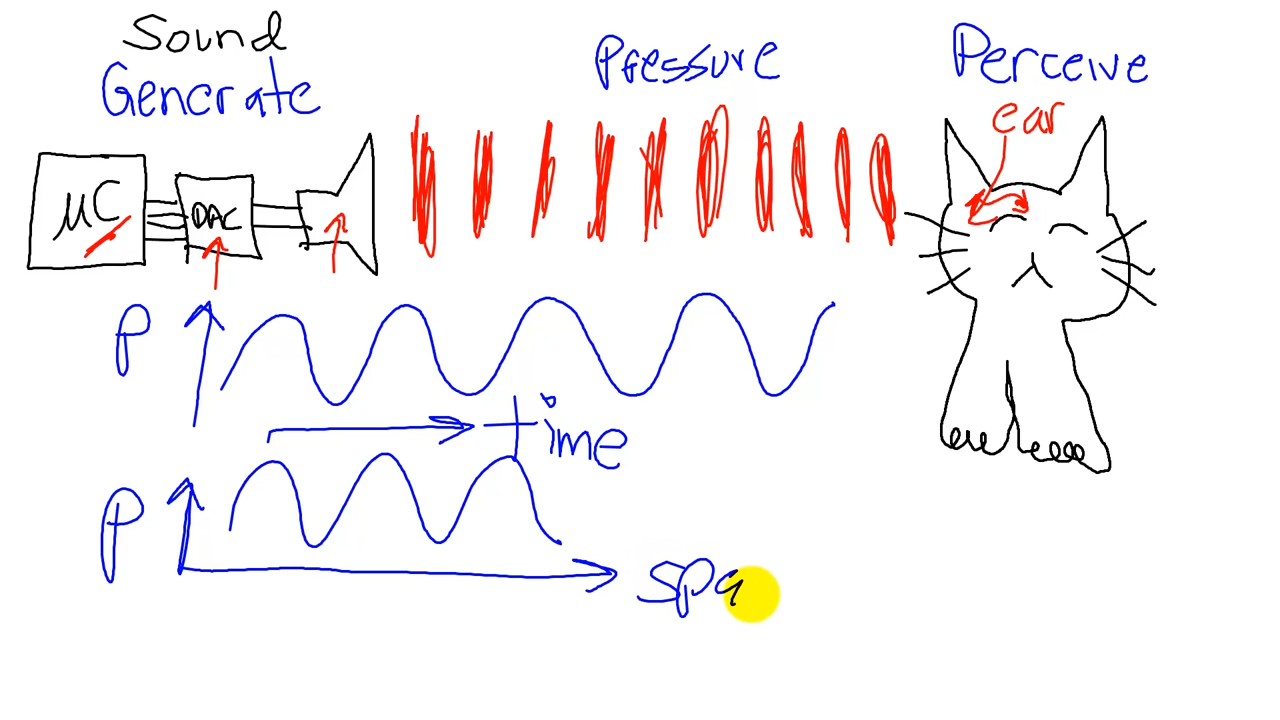 Sound
Generate
Pressure
Perceive
ear
μC
DAC
P
time
P
spa